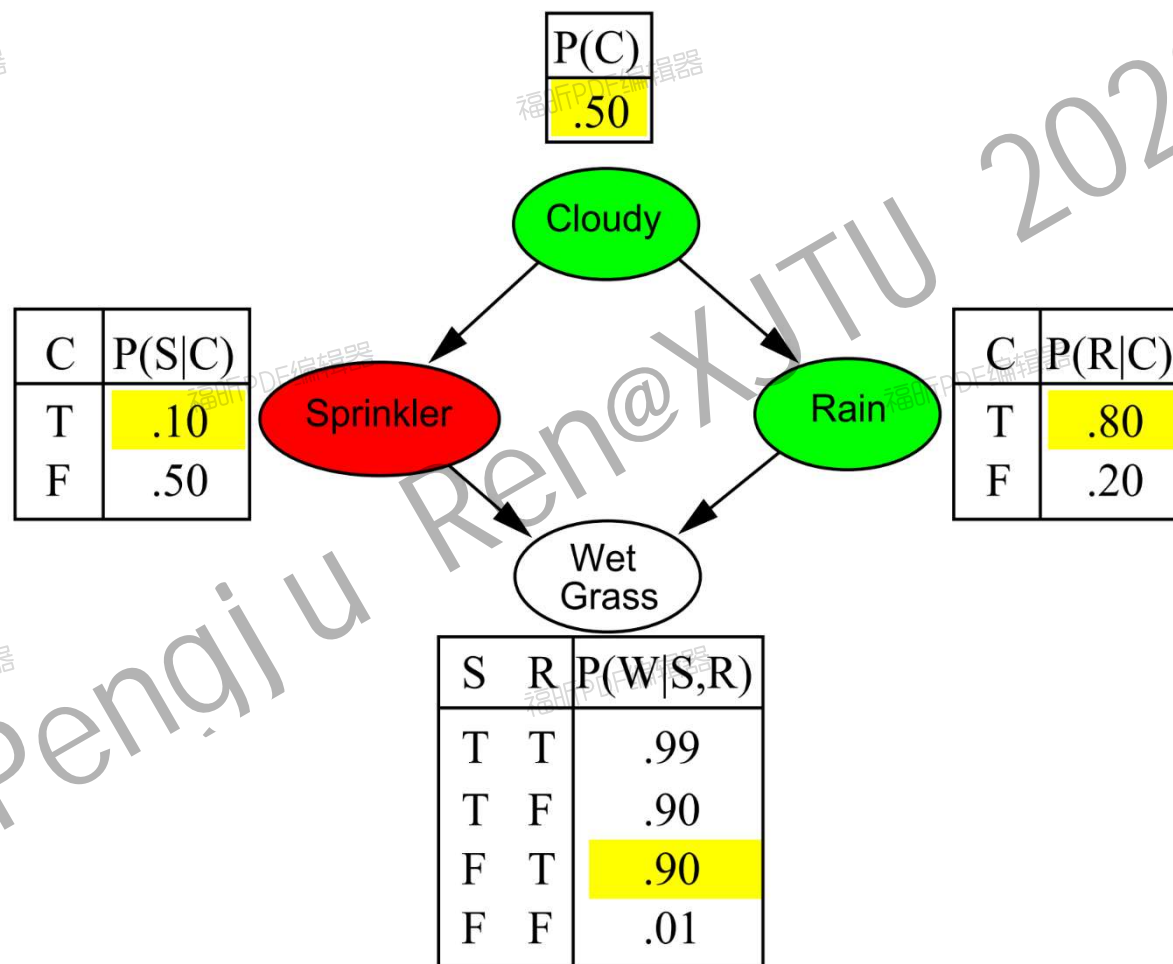 P(C)
.50
Cloudy
C P(S|C)
T .10
F .50
Sprinkler
Rain
C P(R|C)
T .80
F .20
Wet
Grass
S R P(W|S,R)
T T .99
T F .90
F T .90
F F .01
Pengju Ren@XJTU 202
福昕PDF编辑器
福昕PDF编辑器
福昕PDF编辑器
福昕PDF编辑器
器
器